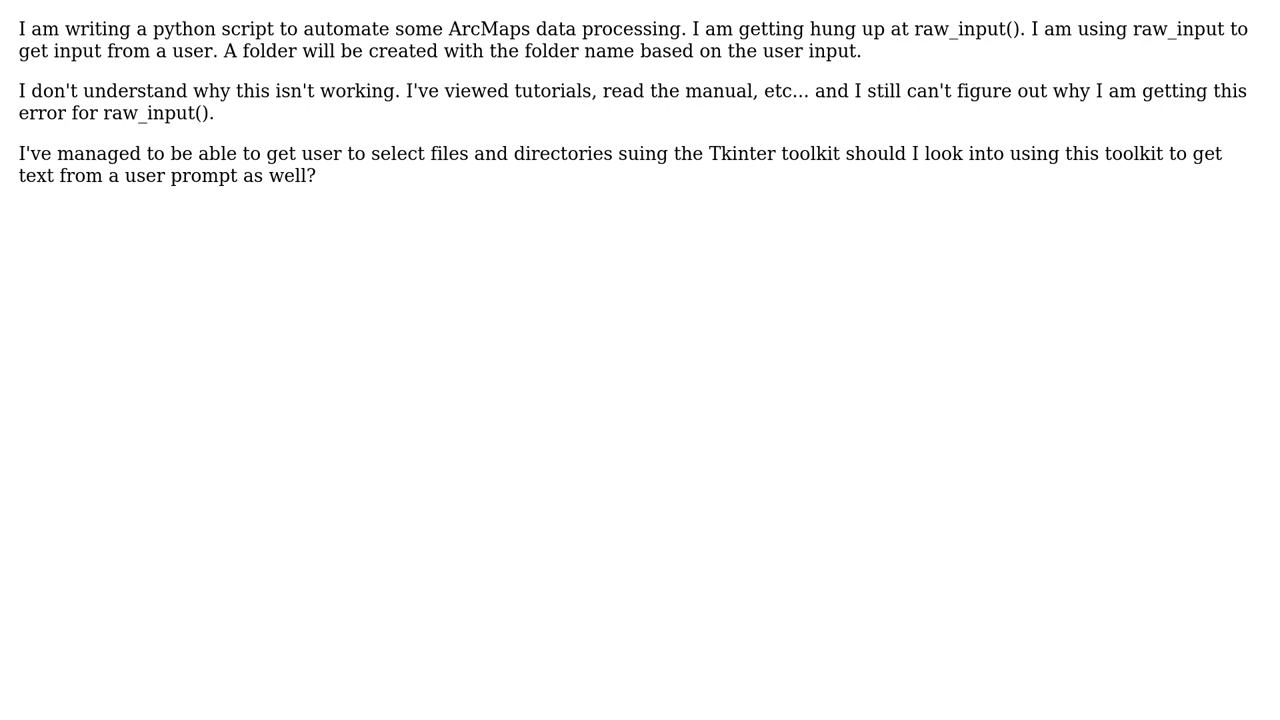 I am writing a python script to automate some ArcMaps data processing. I am getting hung up at raw_input(). I am using raw_input to
get input from a user. A folder will be created with the folder name based on the user input.
I don't understand why this isn't working. I've viewed tutorials, read the manual, etc... and I still can't figure out why I am getting this
error for raw_input().
I've managed to be able to get user to select files and directories suing the Tkinter toolkit should I look into using this toolkit to get
text from a user prompt as well?